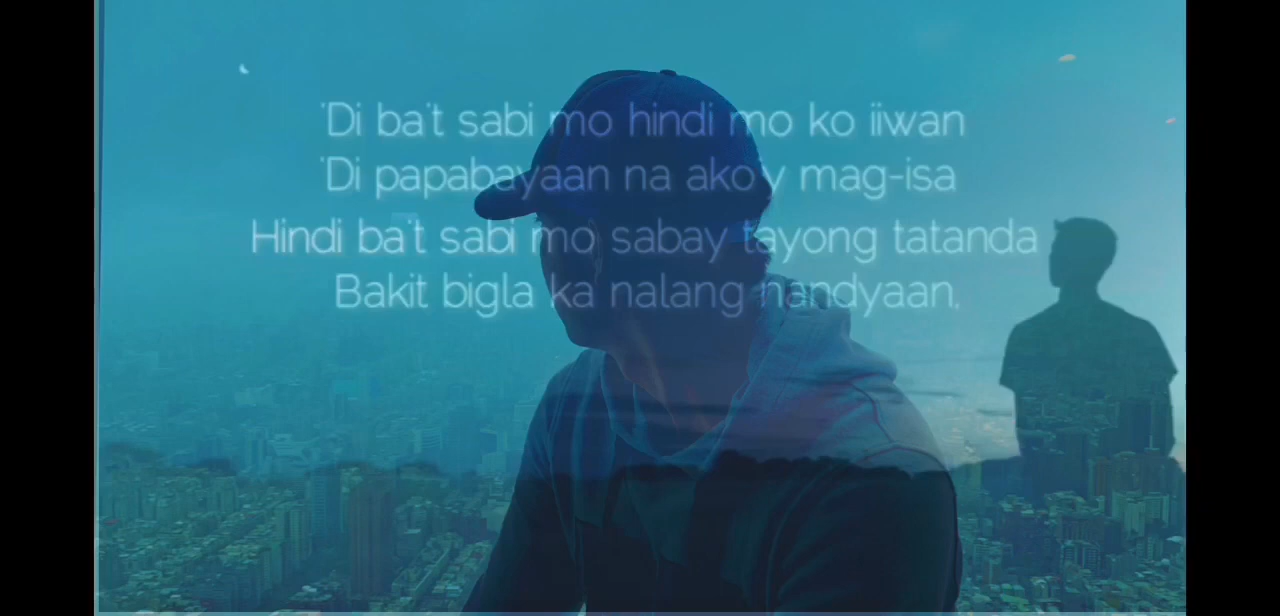 'Di ba't sabi mo hindi mo ko iiwan
'Di papabayaan na ako'y mag-isa
Hindi ba't sabi mo sabay tayong tatanda
Bakit bigla ka nalang nandyaan.